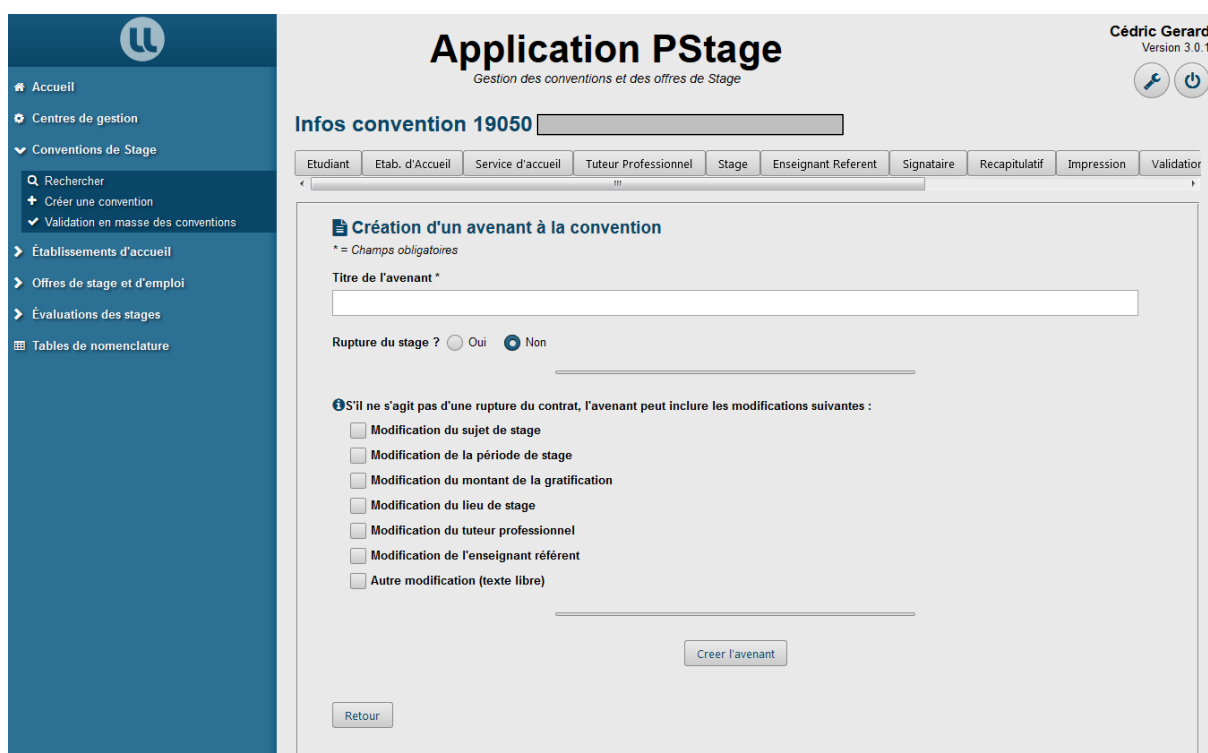 Accueil
Centres de gestion
Conventions de Stage
Rechercher
Créer une convention
Validation en masse des conventions
Établissements d'accueil
Offres de stage et d'emploi
Évaluations des stages
Tables de nomenclature
Application PStage
Gestion des conventions et des offres de Stage
Cédric Gerard
Version 3.0.1
Infos convention 19050
Etudiant Etab. d'Accueil Service d'accueil Tuteur Professionnel Stage Enseignant Referent Signataire Recapitulatif Impression Validation
Création d'un avenant à la convention
* = Champs obligatoires
Titre de l'avenant *
Rupture du stage ? Oui Non
S'il ne s'agit pas d'une rupture du contrat, l'avenant peut inclure les modifications suivantes :
Modification du sujet de stage
Modification de la période de stage
Modification du montant de la gratification
Modification du lieu de stage
Modification du tuteur professionnel
Modification de l'enseignant référent
Autre modification (texte libre)
Creer l'avenant
Retour